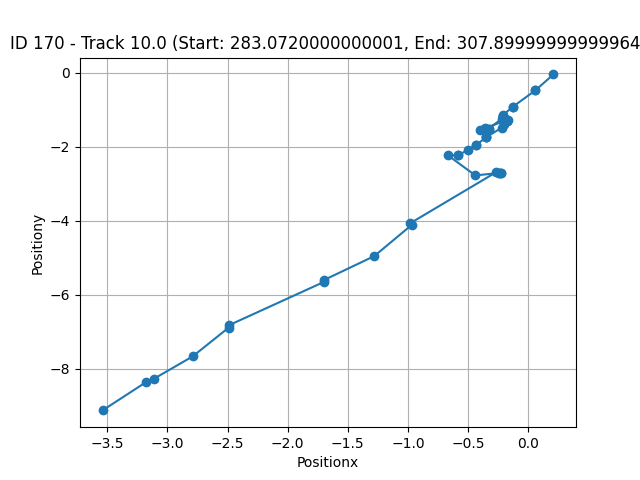 ID 170 - Track 10.0 (Start: 283.0720000000001, End: 307.89999999999964
0
−2
−4
−6
−8
Positiony
−3.5 −3.0 −2.5 −2.0 −1.5 −1.0 −0.5 0.0
Positionx